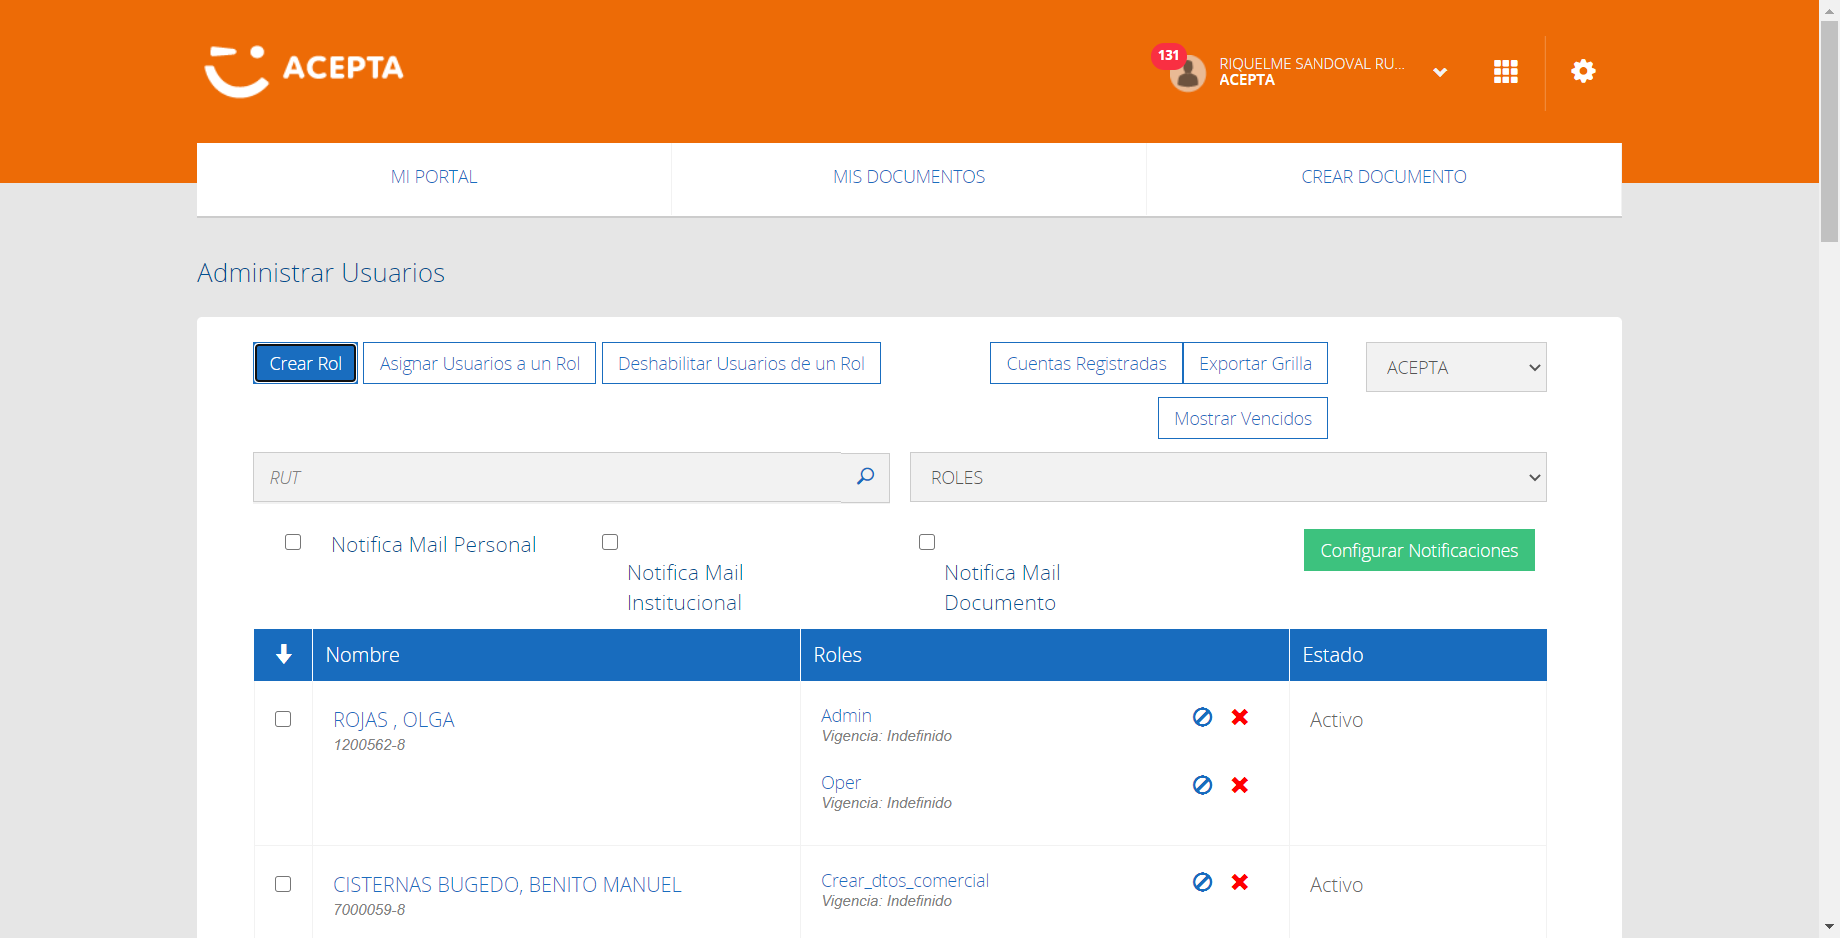 ACEPTA
131
RIQUELME SANDOVAL RU...
ACEPTA
MI PORTAL
MIS DOCUMENTOS
CREAR DOCUMENTO
Administrar Usuarios
Crear Rol
Asignar Usuarios a un Rol
Deshabilitar Usuarios de un Rol
Cuentas Registradas
Exportar Grilla
ACEPTA
Mostrar Vencidos
RUT
ROLES
Notifica Mail Personal
Notifica Mail
Institucional
Notifica Mail
Documento
Configurar Notificaciones
Nombre
Roles
Estado
ROJAS , OLGA
1200562-8
Admin
Vigencia: Indefinido
Oper
Vigencia: Indefinido
Activo
CISTERNAS BUGEDO, BENITO MANUEL
7000059-8
Crear_dtos_comercial
Vigencia: Indefinido
Activo